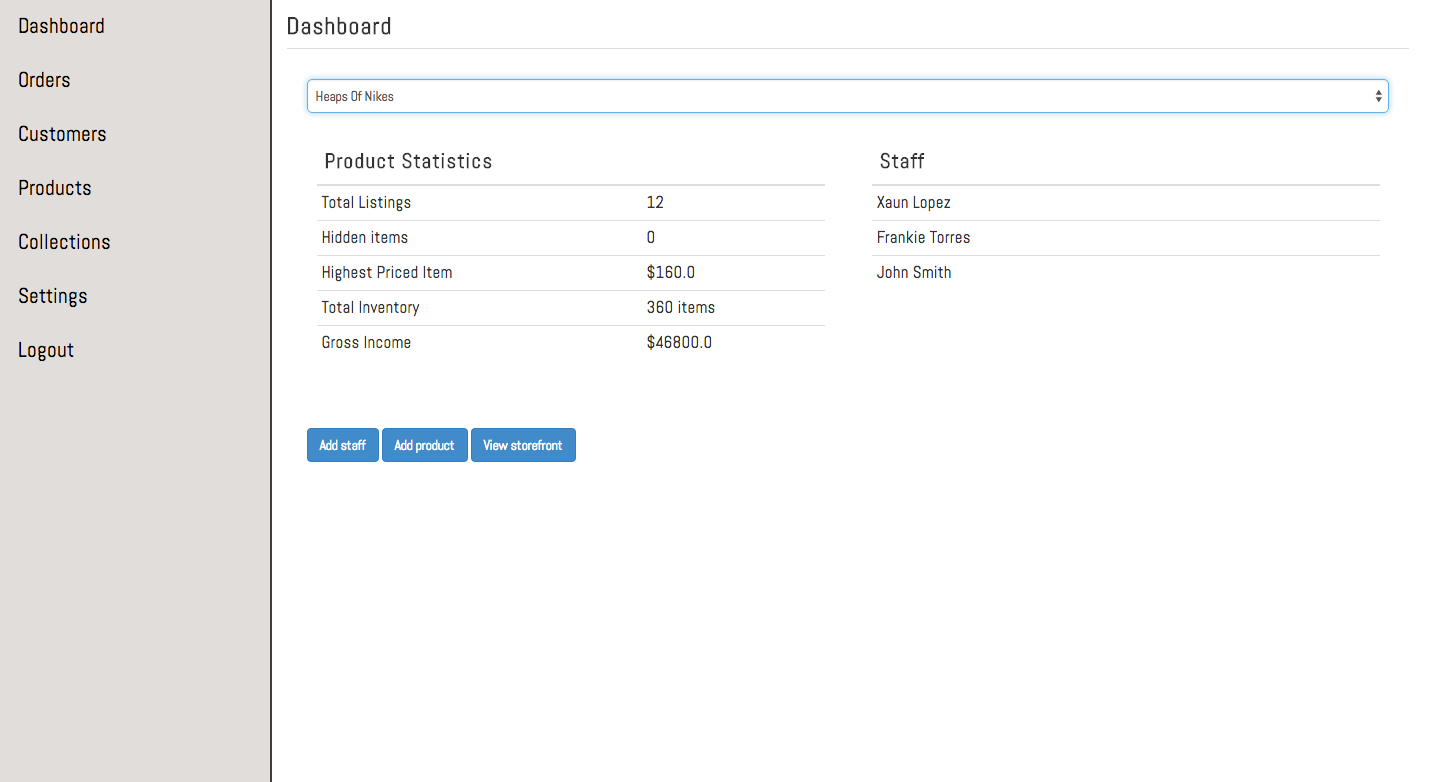 Dashboard
Orders
Customers
Products
Collections
Settings
Logout
Dashboard
Heaps Of Nikes
Product Statistics
Total Listings 12
Hidden items 0
Highest Priced Item $160.0
Total Inventory 360 items
Gross Income $46800.0
Staff
Xaun Lopez
Frankie Torres
John Smith
Add staff Add product View storefront